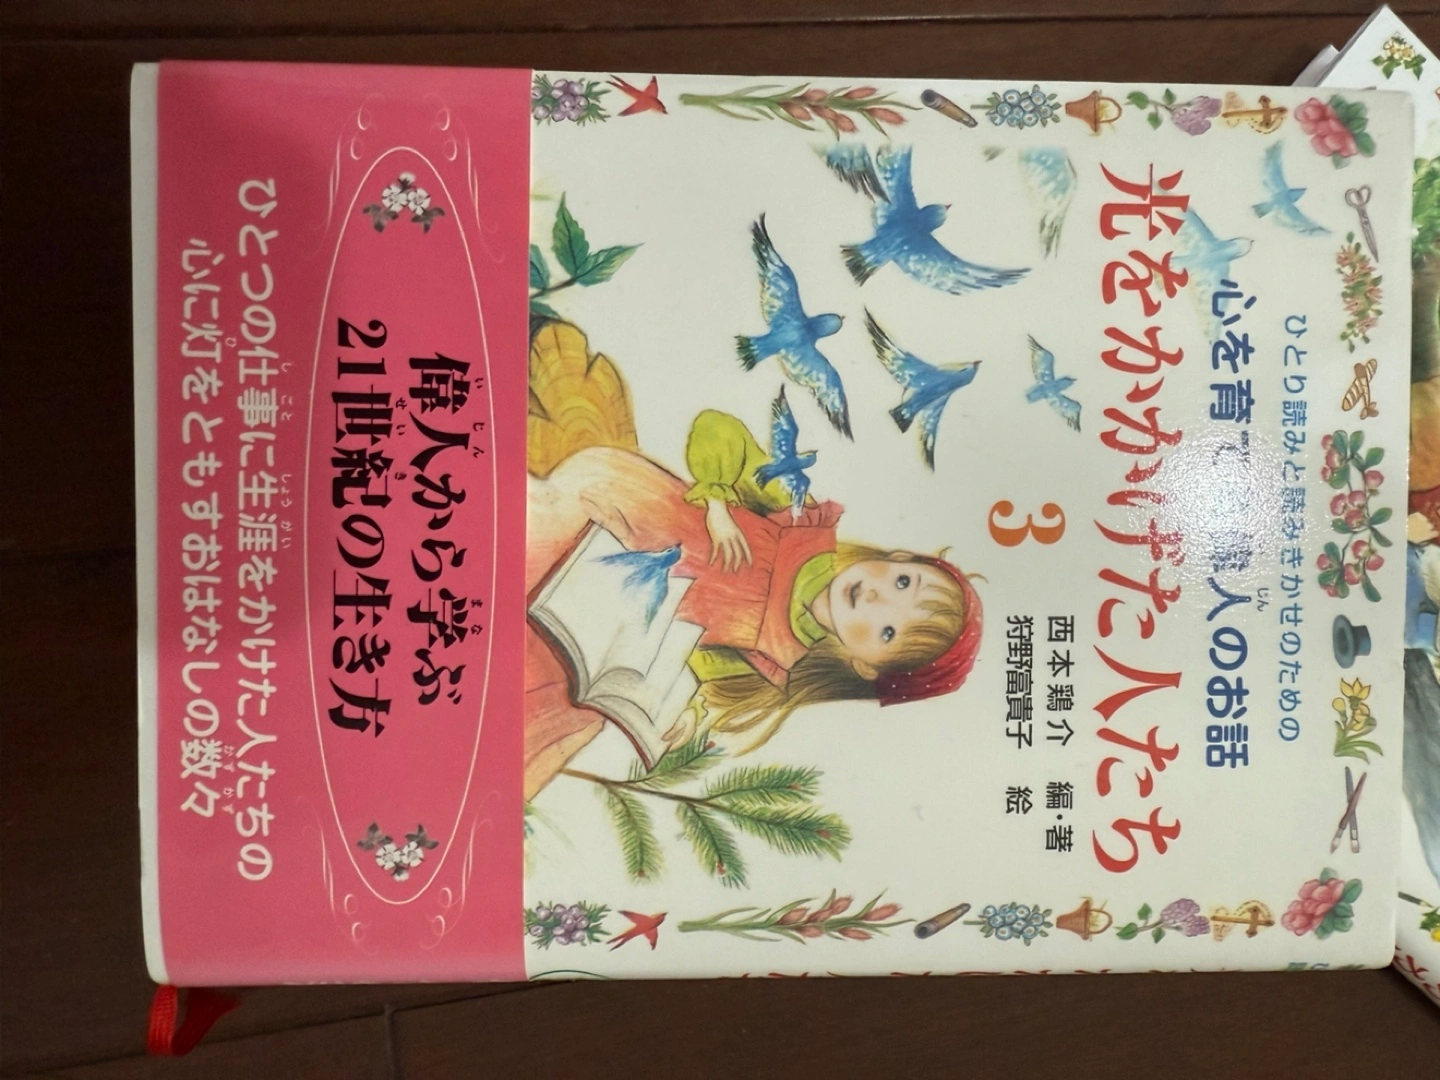 ひとり読みと読みきかせのための
心を育てる偉人のお話
光をかかげた人たち
3
西本鶏介 編・著
狩野富貴子 絵
偉人から学ぶ
21世紀の生き方
ひとつの仕事に生涯をかけた人たちの
心に灯をともすおはなしの数々